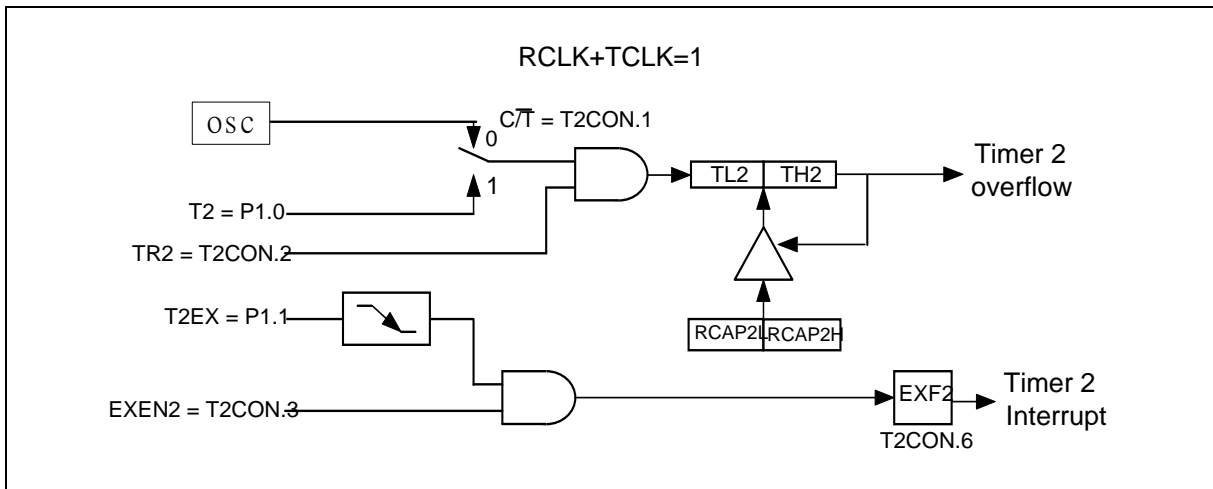 RCLK+TCLK=1
OSC
C/T̅ = T2CON.1
0
1
T2 = P1.0
TR2 = T2CON.2
TL2
TH2
Timer 2
overflow
T2EX = P1.1
RCAP2L
RCAP2H
EXEN2 = T2CON.3
EXF2
T2CON.6
Timer 2
Interrupt